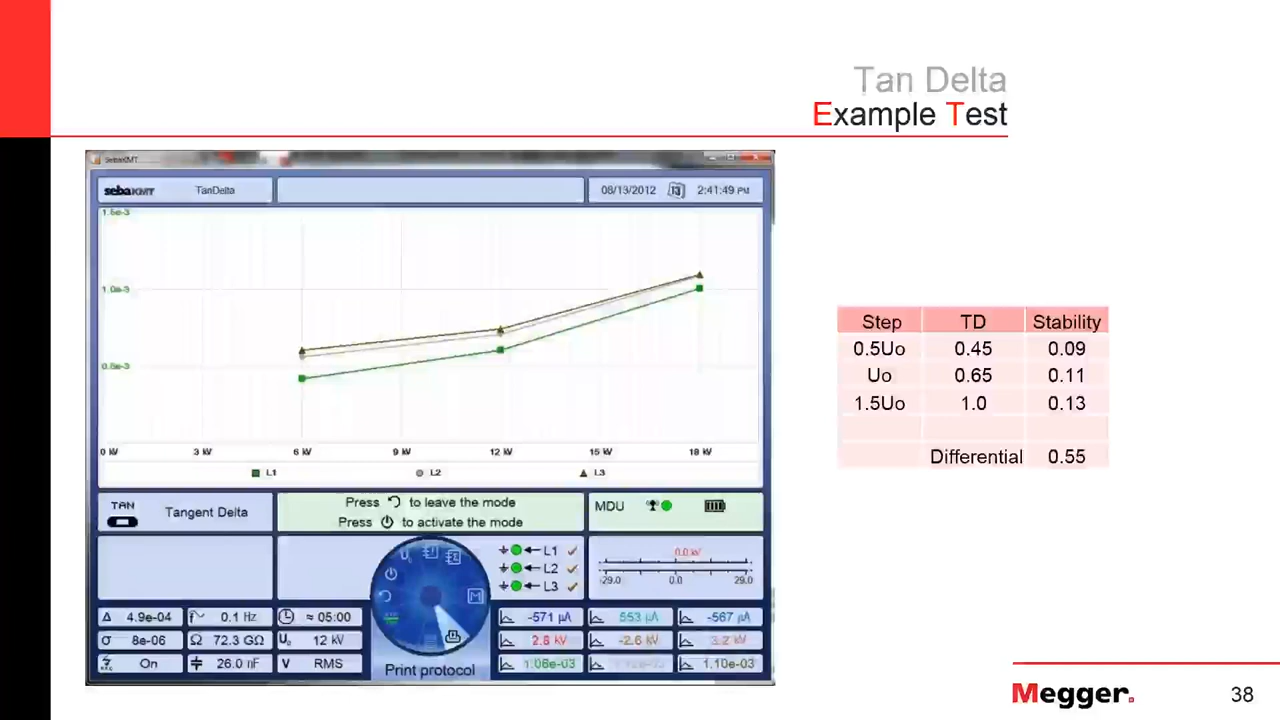 Tan Delta
Example Test
SebaKMT
sebaKMT TanDelta 08/13/2012 13 2:41:49 PM
1.5e-3
1.0e-3
0.5e-3
0 kV 3 kV 6 kV 9 kV 12 kV 15 kV 18 kV
L1 L2 L3
TAN
Tangent Delta
Press to leave the mode
Press to activate the mode
MDU
L1
L2
L3
0.0 kV
-29.0 0.0 29.0
Δ 4.9e-04 0.1 Hz ≈ 05:00
σ 8e-06 Ω 72.3 GΩ U₀ 12 kV
On 26.0 nF V RMS
Print protocol
-571 µA 553 µA -567 µA
2.6 kV -2.6 kV 3.2 kV
1.06e-03 1.10e-03
Step TD Stability
0.5Uo 0.45 0.09
Uo 0.65 0.11
1.5Uo 1.0 0.13
Differential 0.55
Megger.
38